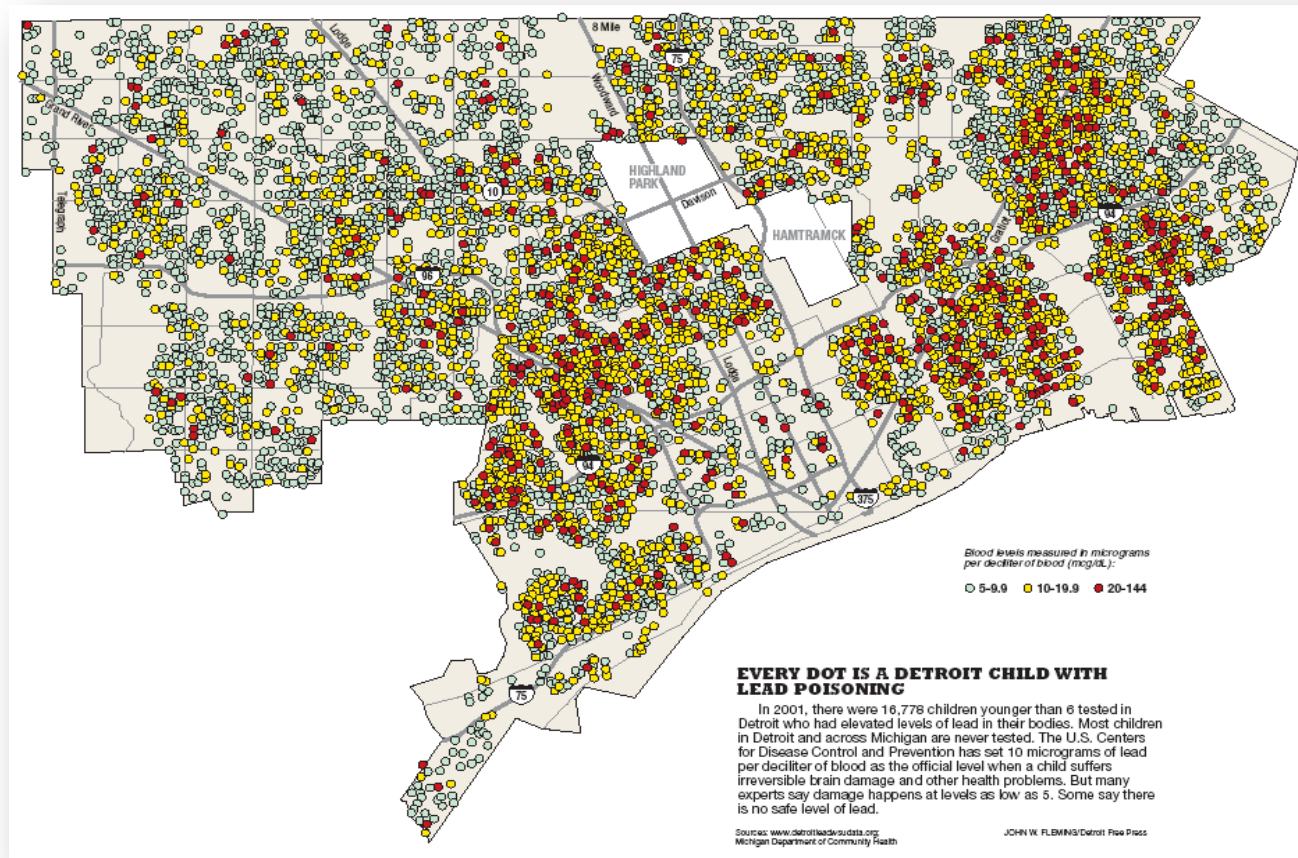 8 Mile
Lodge
75
Woodward
Grand River
Telegraph
10
HIGHLAND
PARK
Davison
HAMTRAMCK
94
Gratiot
96
Lodge
94
375
75
Blood levels measured in micrograms
per deciliter of blood (mcg/dL):
5-9.9 10-19.9 20-144
EVERY DOT IS A DETROIT CHILD WITH
LEAD POISONING
In 2001, there were 16,778 children younger than 6 tested in
Detroit who had elevated levels of lead in their bodies. Most children
in Detroit and across Michigan are never tested. The U.S. Centers
for Disease Control and Prevention has set 10 micrograms of lead
per deciliter of blood as the official level when a child suffers
irreversible brain damage and other health problems. But many
experts say damage happens at levels as low as 5. Some say there
is no safe level of lead.
Sources: www.detroitleadwsudata.org;
Michigan Department of Community Health
JOHN W. FLEMING/Detroit Free Press